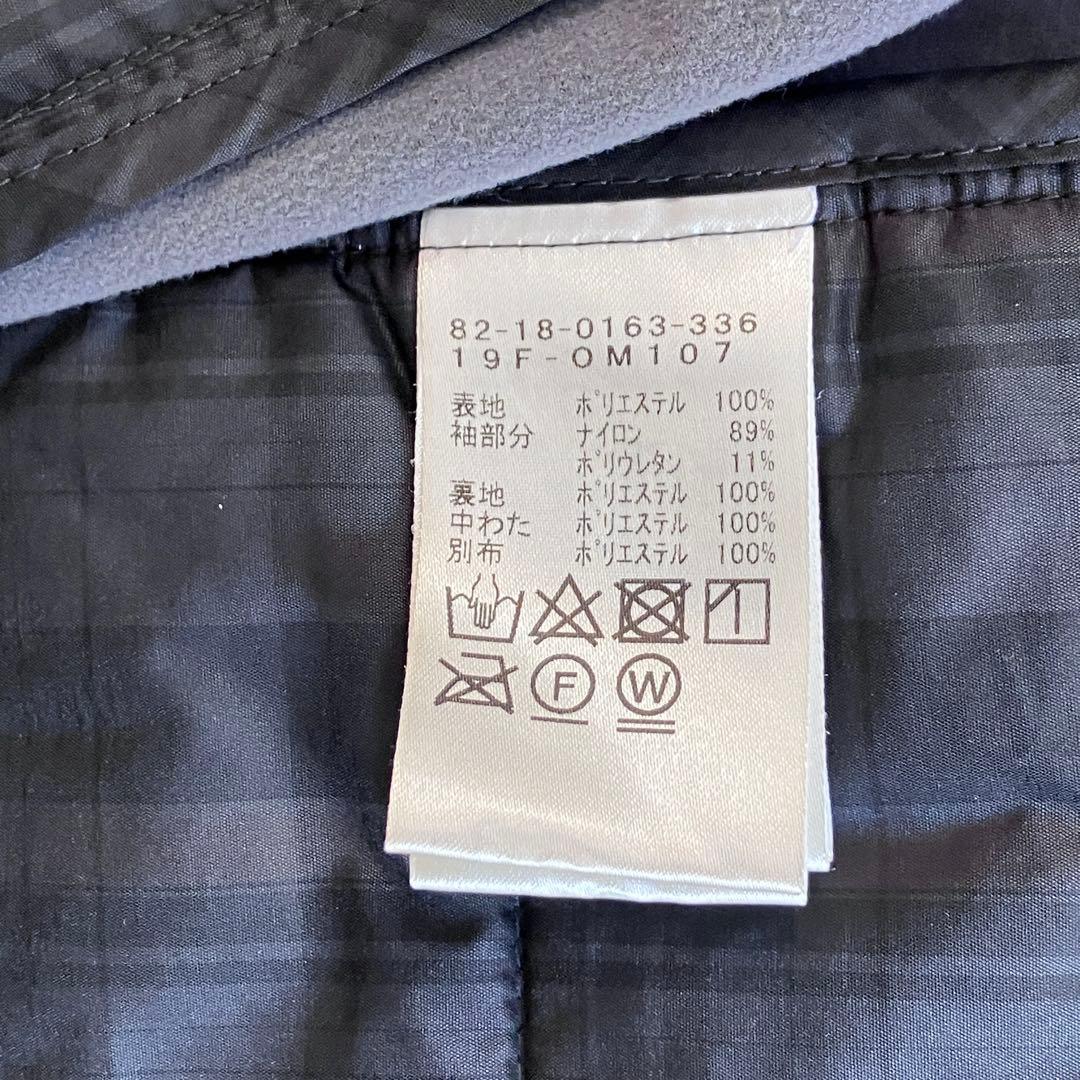 82-18-0163-336
19F-OM107
表地 ポリエステル 100%
袖部分 ナイロン 89%
ポリウレタン 11%
裏地 ポリエステル 100%
中わた ポリエステル 100%
別布 ポリエステル 100%
F W